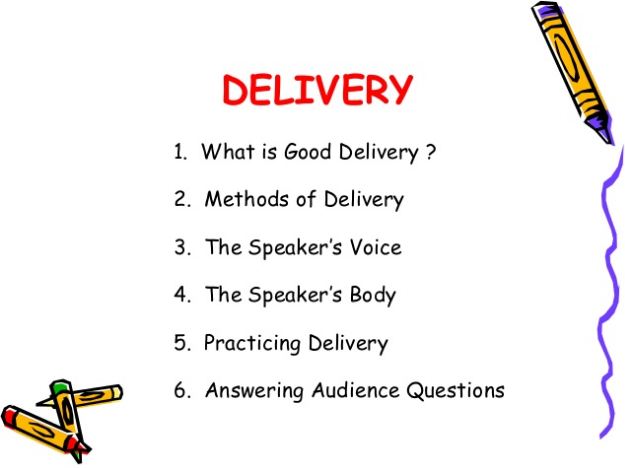 DELIVERY
1. What is Good Delivery ?
2. Methods of Delivery
3. The Speaker's Voice
4. The Speaker's Body
5. Practicing Delivery
6. Answering Audience Questions